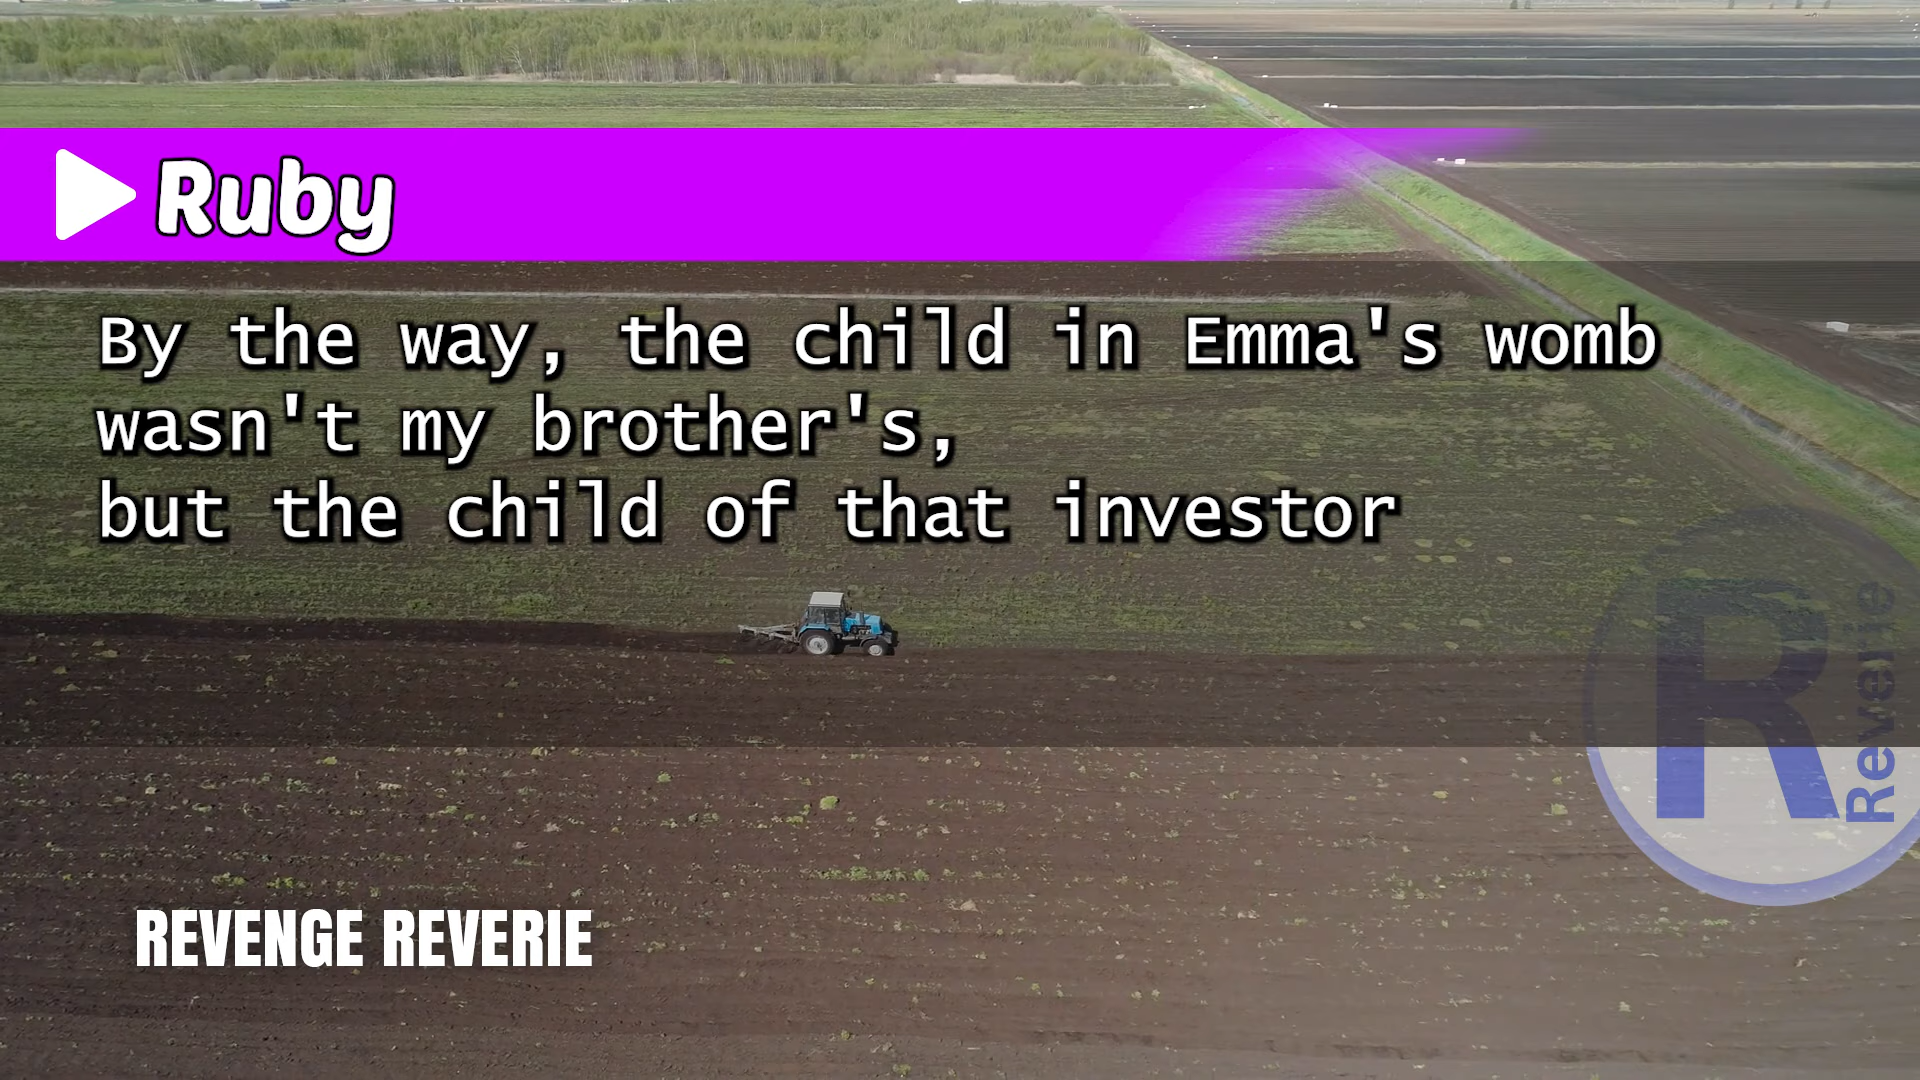 Ruby
By the way, the child in Emma's womb
wasn't my brother's,
but the child of that investor
R
Reverie
REVENGE REVERIE